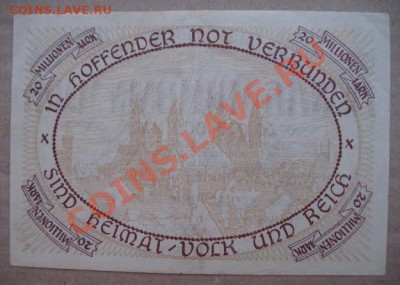 COINS.LAVE.RU
20 MILLIONEN MARK
20 MILLIONEN MARK
IN HOFFENDER NOT VERBUNDEN
SIND HEIMAT-VOLK UND REICH
20 MILLIONEN MARK
20 MILLIONEN MARK
COINS.LAVE.RU